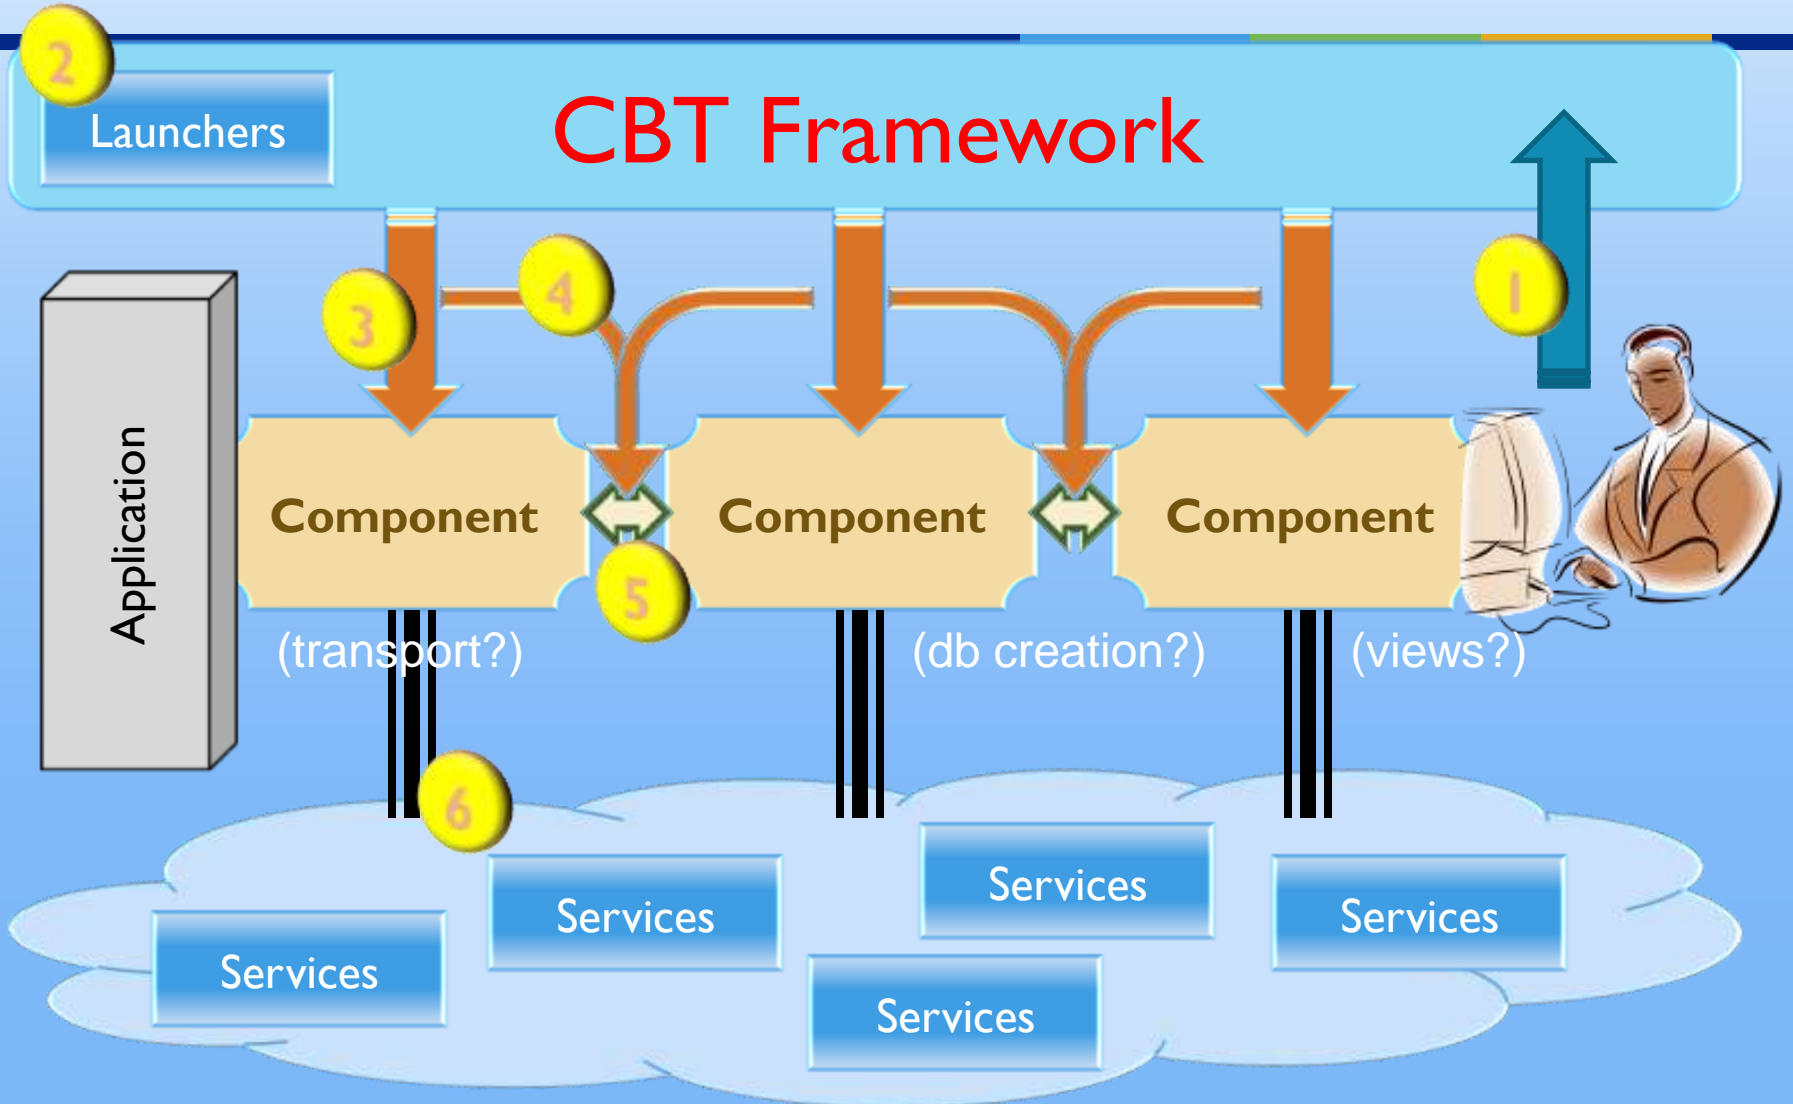 2
Launchers
CBT Framework
1
3
4
Application
Component
Component
Component
5
(transport?)
(db creation?)
(views?)
6
Services
Services
Services
Services
Services